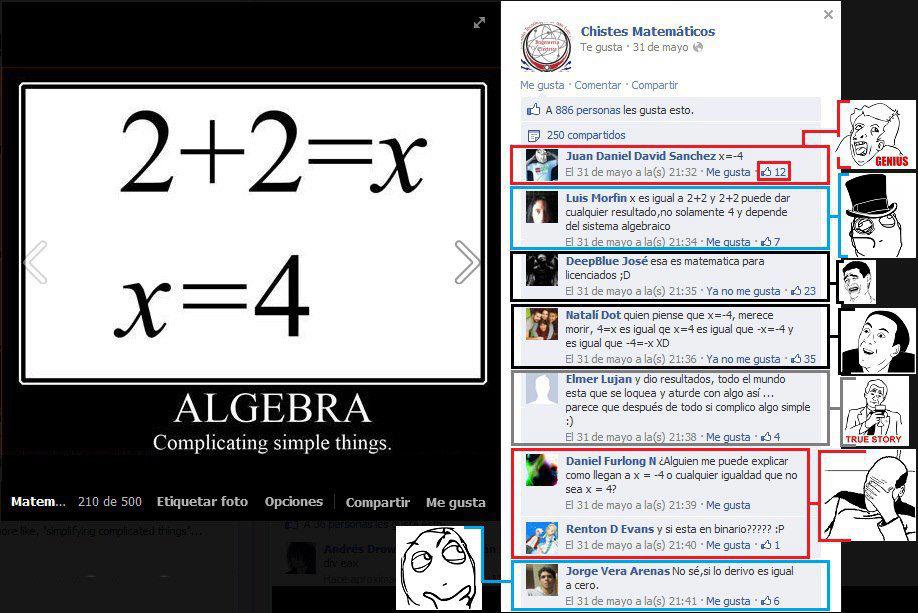 2+2=x
x=4
ALGEBRA
Complicating simple things.
Matem... 210 de 500 Etiquetar foto Opciones Compartir Me gusta
more like, "simplifying complicated things"...
A 36 personas les gusta esto.
Andrés Drow
div eax
Chistes Matemáticos
Te gusta · 31 de mayo
Me gusta · Comentar · Compartir
A 886 personas les gusta esto.
250 compartidos
Juan Daniel David Sanchez x=-4
El 31 de mayo a la(s) 21:32 · Me gusta · 12
GENIUS
Luis Morfin x es igual a 2+2 y 2+2 puede dar
cualquier resultado,no solamente 4 y depende
del sistema algebraico
El 31 de mayo a la(s) 21:34 · Me gusta · 7
DeepBlue José esa es matematica para
licenciados ;D
El 31 de mayo a la(s) 21:35 · Ya no me gusta · 23
Natalí Dot quien piense que x=-4, merece
morir, 4=x es igual qe x=4 es igual que -x=-4 y
es igual que -4=-x XD
El 31 de mayo a la(s) 21:36 · Ya no me gusta · 35
Elmer Lujan y dio resultados, todo el mundo
esta que se loquea y aturde con algo así ...
parece que después de todo si complico algo simple
:)
El 31 de mayo a la(s) 21:38 · Me gusta · 4
TRUE STORY
Daniel Furlong N ¿Alguien me puede explicar
como llegan a x = -4 o cualquier igualdad que no
sea x = 4?
El 31 de mayo a la(s) 21:39 · Me gusta
Renton D Evans y si esta en binario????? :P
El 31 de mayo a la(s) 21:40 · Me gusta · 1
Jorge Vera Arenas No sé,si lo derivo es igual
a cero.
El 31 de mayo a la(s) 21:41 · Me gusta · 6